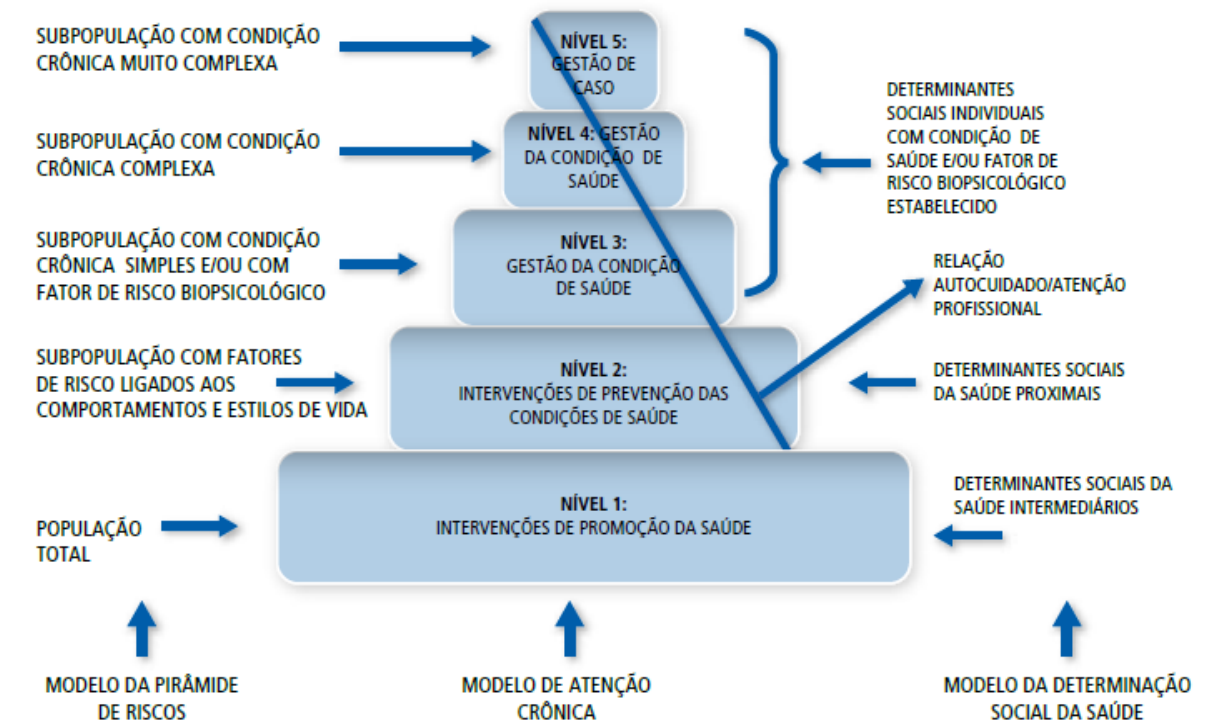 SUBPOPULAÇÃO COM CONDIÇÃO
CRÔNICA MUITO COMPLEXA
NÍVEL 5:
GESTÃO DE
CASO
SUBPOPULAÇÃO COM CONDIÇÃO
CRÔNICA COMPLEXA
NÍVEL 4: GESTÃO
DA CONDIÇÃO DE
SAÚDE
DETERMINANTES
SOCIAIS INDIVIDUAIS
COM CONDIÇÃO DE
SAÚDE E/OU FATOR DE
RISCO BIOPSICOLÓGICO
ESTABELECIDO
SUBPOPULAÇÃO COM CONDIÇÃO
CRÔNICA SIMPLES E/OU COM
FATOR DE RISCO BIOPSICOLÓGICO
NÍVEL 3:
GESTÃO DA CONDIÇÃO
DE SAÚDE
RELAÇÃO
AUTOCUIDADO/ATENÇÃO
PROFISSIONAL
SUBPOPULAÇÃO COM FATORES
DE RISCO LIGADOS AOS
COMPORTAMENTOS E ESTILOS DE VIDA
NÍVEL 2:
INTERVENÇÕES DE PREVENÇÃO DAS
CONDIÇÕES DE SAÚDE
DETERMINANTES SOCIAIS
DA SAÚDE PROXIMAIS
POPULAÇÃO
TOTAL
NÍVEL 1:
INTERVENÇÕES DE PROMOÇÃO DA SAÚDE
DETERMINANTES SOCIAIS DA
SAÚDE INTERMEDIÁRIOS
MODELO DA PIRÂMIDE
DE RISCOS
MODELO DE ATENÇÃO
CRÔNICA
MODELO DA DETERMINAÇÃO
SOCIAL DA SAÚDE